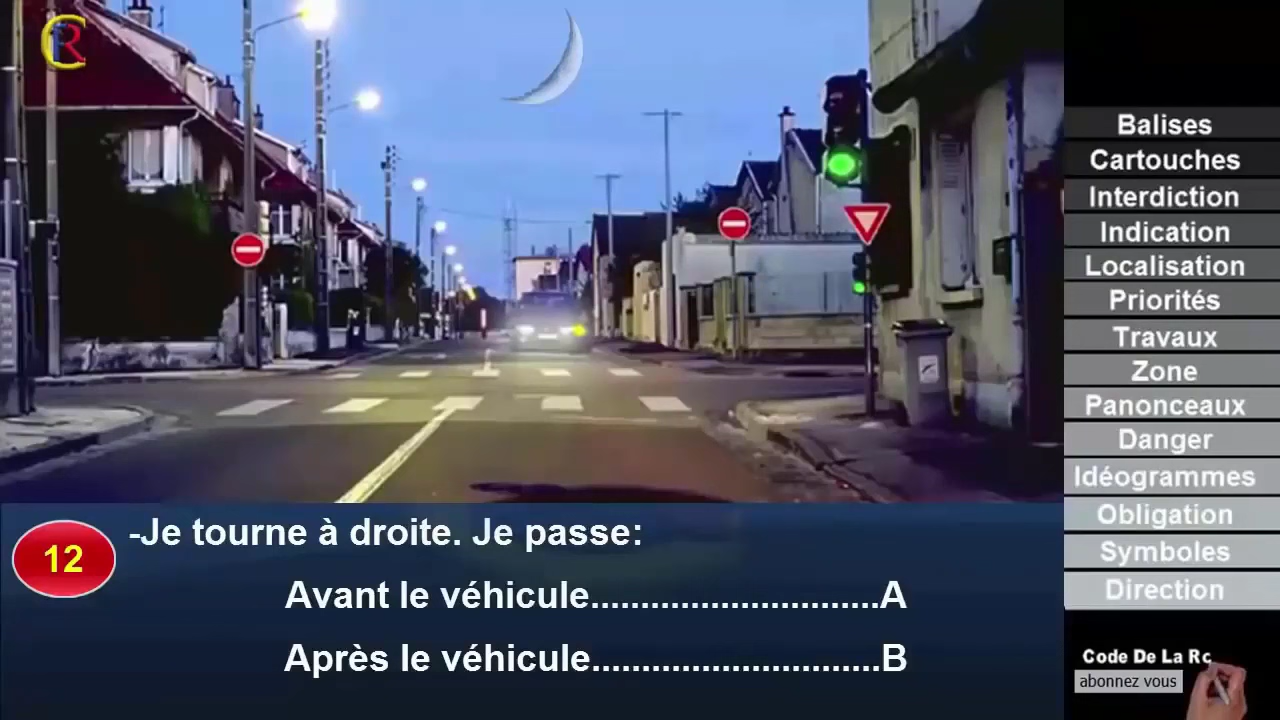 CR
Balises
Cartouches
Interdiction
Indication
Localisation
Priorités
Travaux
Zone
Panonceaux
Danger
Idéogrammes
Obligation
Symboles
Direction
12
-Je tourne à droite. Je passe:
Avant le véhicule............................A
Après le véhicule............................B
Code De La Rc
abonnez vous